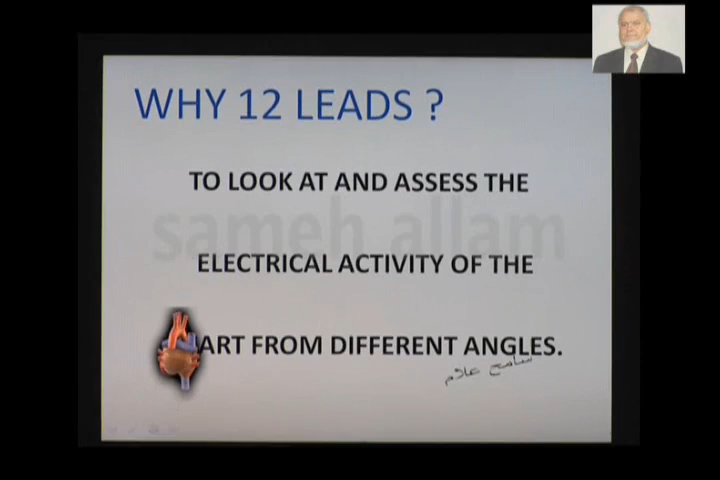 WHY 12 LEADS ?
TO LOOK AT AND ASSESS THE
sameh allam
ELECTRICAL ACTIVITY OF THE
ART FROM DIFFERENT ANGLES.
سامح علام